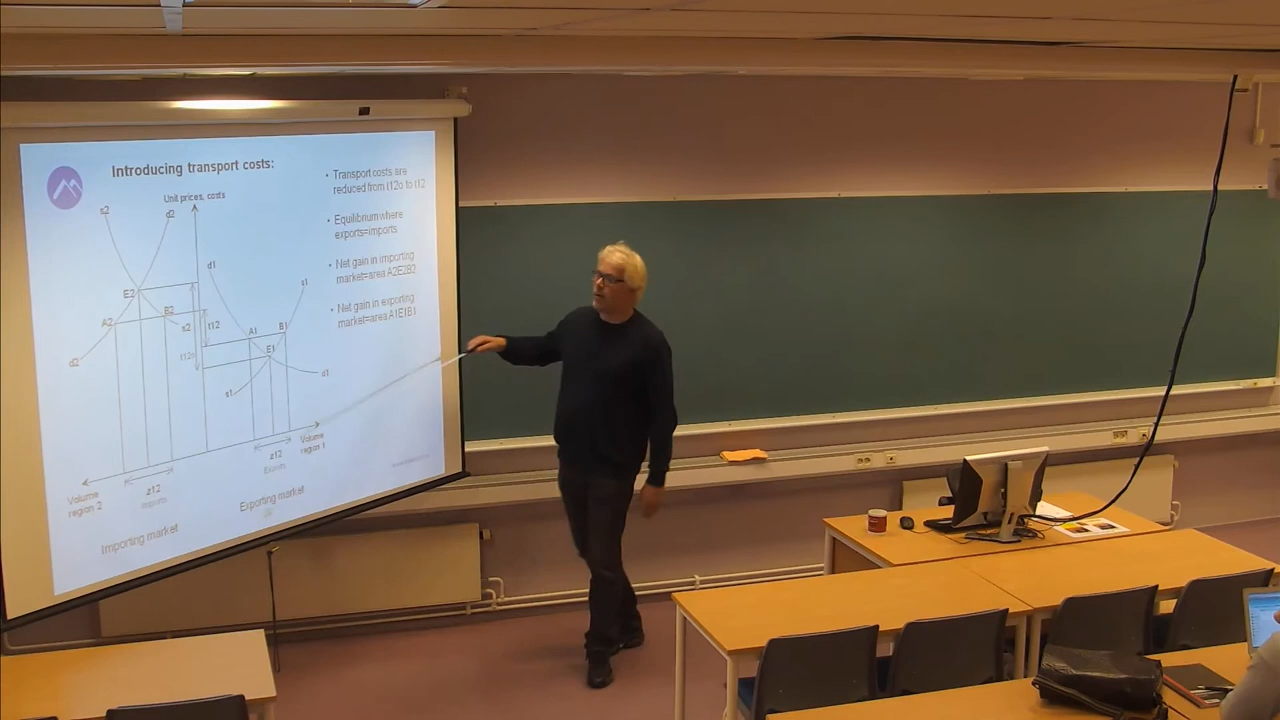 Introducing transport costs:
Unit prices, costs
s2
d2
d1
s1
E2
A2
B2
s2
t12
A1
B1
E1
t12o
d2
d1
s1
Volume
region 1
Volume
region 2
z12
z12
Exporting market
Importing market
• Transport costs are
reduced from t12o to t12
• Equilibrium where
exports=imports
• Net gain in importing
market=area A2E2B2
• Net gain in exporting
market=area A1E1B1